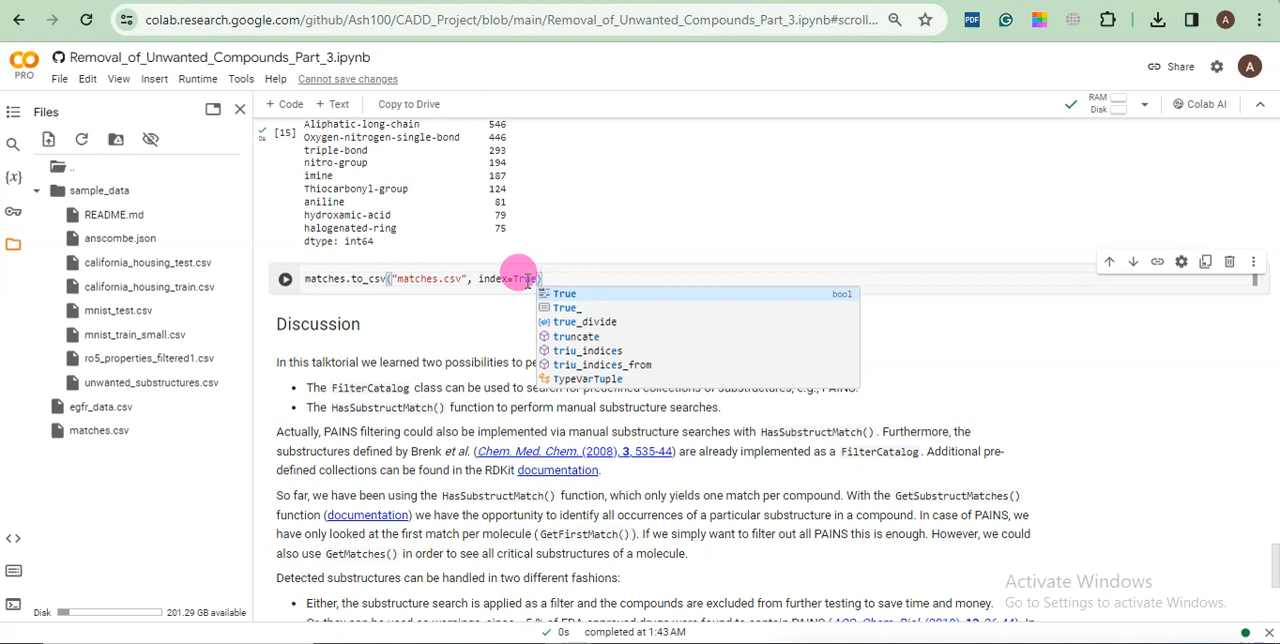 colab.research.google.com/github/Ash100/CADD_Project/blob/main/Removal_of_Unwanted_Compounds_Part_3.ipynb#scroll...
PDF
A
CO
PRO
Removal_of_Unwanted_Compounds_Part_3.ipynb
File Edit View Insert Runtime Tools Help Cannot save changes
Share
A
Files
+ Code + Text Copy to Drive
RAM
Disk
Colab AI
..
sample_data
README.md
anscombe.json
california_housing_test.csv
california_housing_train.csv
mnist_test.csv
mnist_train_small.csv
ro5_properties_filtered1.csv
unwanted_substructures.csv
egfr_data.csv
matches.csv
{x}
Disk 201.29 GB available
0s
[15]
Aliphatic-long-chain 546
Oxygen-nitrogen-single-bond 446
triple-bond 293
nitro-group 194
imine 187
Thiocarbonyl-group 124
aniline 81
hydroxamic-acid 79
halogenated-ring 75
dtype: int64
matches.to_csv("matches.csv", index=True)
True bool
True_
true_divide
truncate
triu_indices
triu_indices_from
TypeVarTuple
Discussion
In this talktorial we learned two possibilities to pe
• The FilterCatalog class can be used to search for predefined collections of substructures, e.g., PAINS.
• The HasSubstructMatch() function to perform manual substructure searches.
Actually, PAINS filtering could also be implemented via manual substructure searches with HasSubstructMatch(). Furthermore, the
substructures defined by Brenk et al. (Chem. Med. Chem. (2008), 3, 535-44) are already implemented as a FilterCatalog. Additional pre-
defined collections can be found in the RDKit documentation.
So far, we have been using the HasSubstructMatch() function, which only yields one match per compound. With the GetSubstructMatches()
function (documentation) we have the opportunity to identify all occurrences of a particular substructure in a compound. In case of PAINS, we
have only looked at the first match per molecule (GetFirstMatch()). If we simply want to filter out all PAINS this is enough. However, we could
also use GetMatches() in order to see all critical substructures of a molecule.
Detected substructures can be handled in two different fashions:
• Either, the substructure search is applied as a filter and the compounds are excluded from further testing to save time and money.
Activate Windows
Go to Settings to activate Windows.
0s completed at 1:43 AM